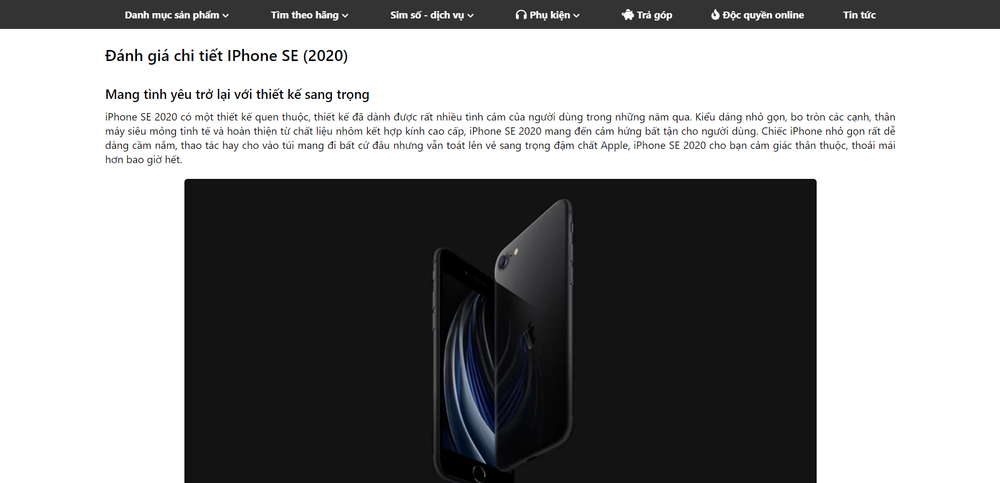 Danh mục sản phẩm Tìm theo hãng Sim số - dịch vụ Phụ kiện Trả góp Độc quyền online Tin tức
Đánh giá chi tiết IPhone SE (2020)
Mang tình yêu trở lại với thiết kế sang trọng
iPhone SE 2020 có một thiết kế quen thuộc, thiết kế đã dành được rất nhiều tình cảm của người dùng trong những năm qua. Kiểu dáng nhỏ gọn, bo tròn các cạnh, thân
máy siêu mỏng tinh tế và hoàn thiện từ chất liệu nhôm kết hợp kính cao cấp, iPhone SE 2020 mang đến cảm hứng bất tận cho người dùng. Chiếc iPhone nhỏ gọn rất dễ
dàng cầm nắm, thao tác hay cho vào túi mang đi bất cứ đâu nhưng vẫn toát lên vẻ sang trọng đậm chất Apple, iPhone SE 2020 cho bạn cảm giác thân thuộc, thoải mái
hơn bao giờ hết.